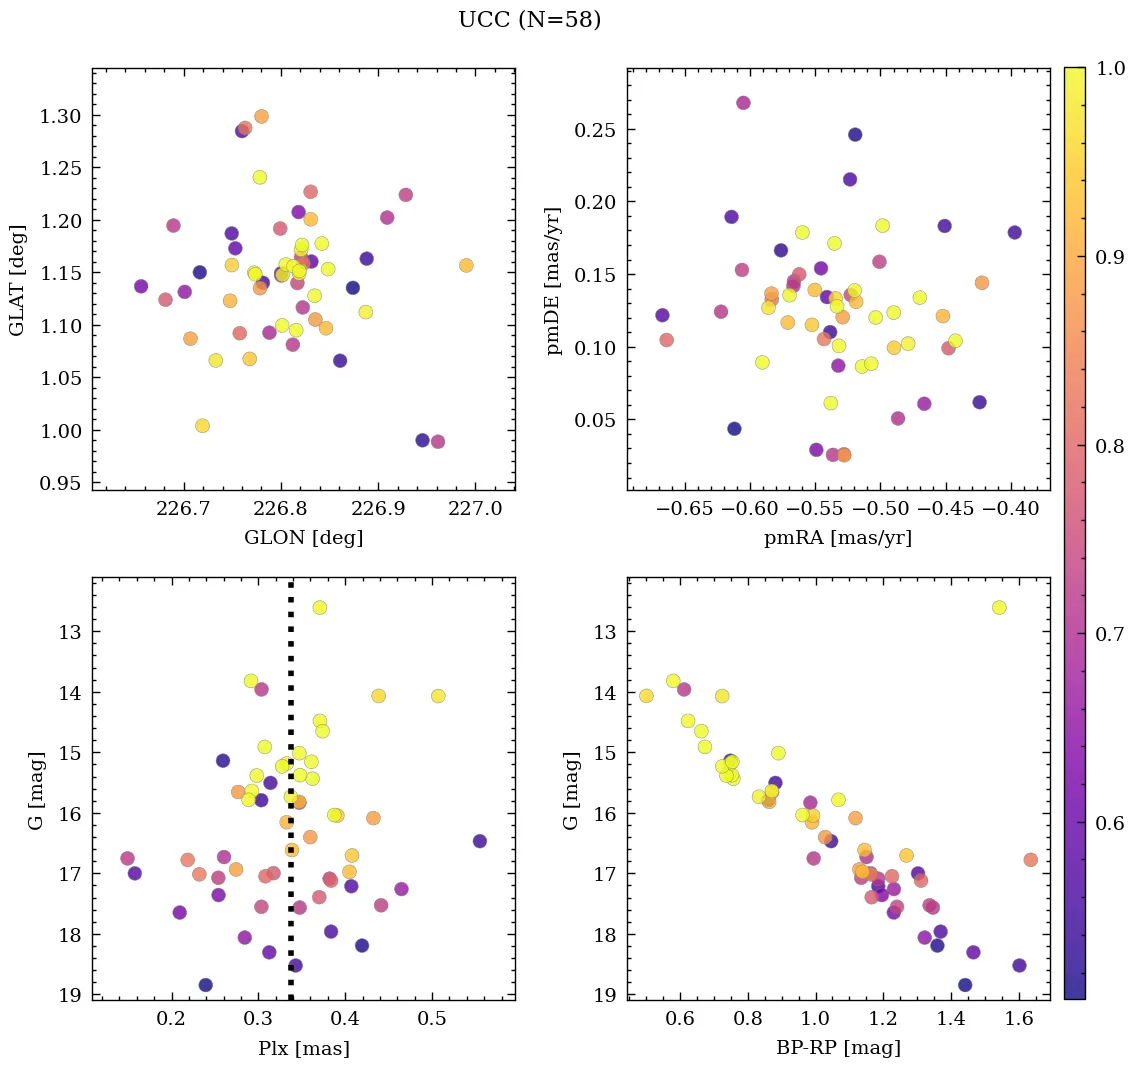 UCC (N=58)
1.30
1.25
1.20
1.15
1.10
1.05
1.00
0.95
GLAT [deg]
226.7 226.8 226.9 227.0
GLON [deg]
0.25
0.20
0.15
0.10
0.05
pmDE [mas/yr]
−0.65 −0.60 −0.55 −0.50 −0.45 −0.40
pmRA [mas/yr]
1.0
0.9
0.8
0.7
0.6
13
14
15
16
17
18
19
G [mag]
0.2 0.3 0.4 0.5
Plx [mas]
13
14
15
16
17
18
19
G [mag]
0.6 0.8 1.0 1.2 1.4 1.6
BP-RP [mag]